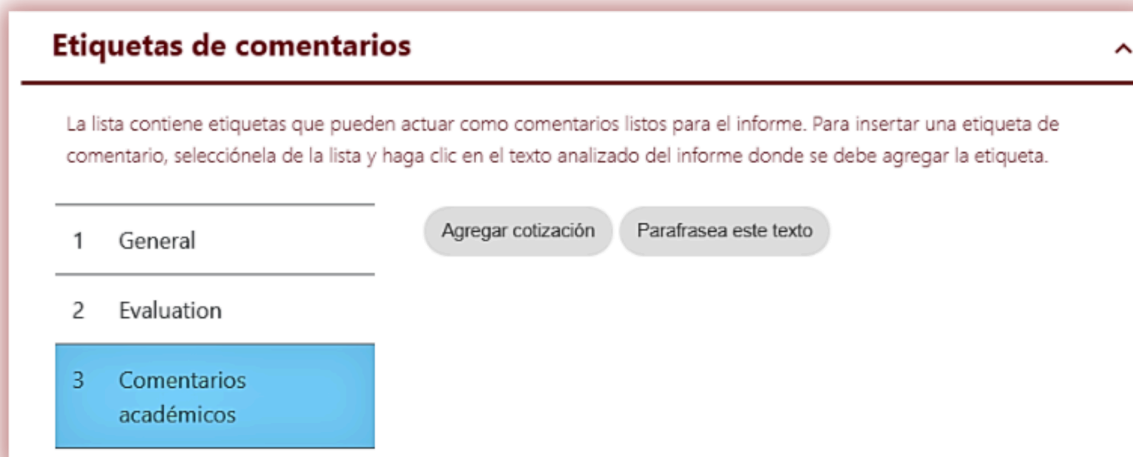 Etiquetas de comentarios
La lista contiene etiquetas que pueden actuar como comentarios listos para el informe. Para insertar una etiqueta de
comentario, selecciónela de la lista y haga clic en el texto analizado del informe donde se debe agregar la etiqueta.
1 General
Agregar cotización Parafrasea este texto
2 Evaluation
3 Comentarios
académicos